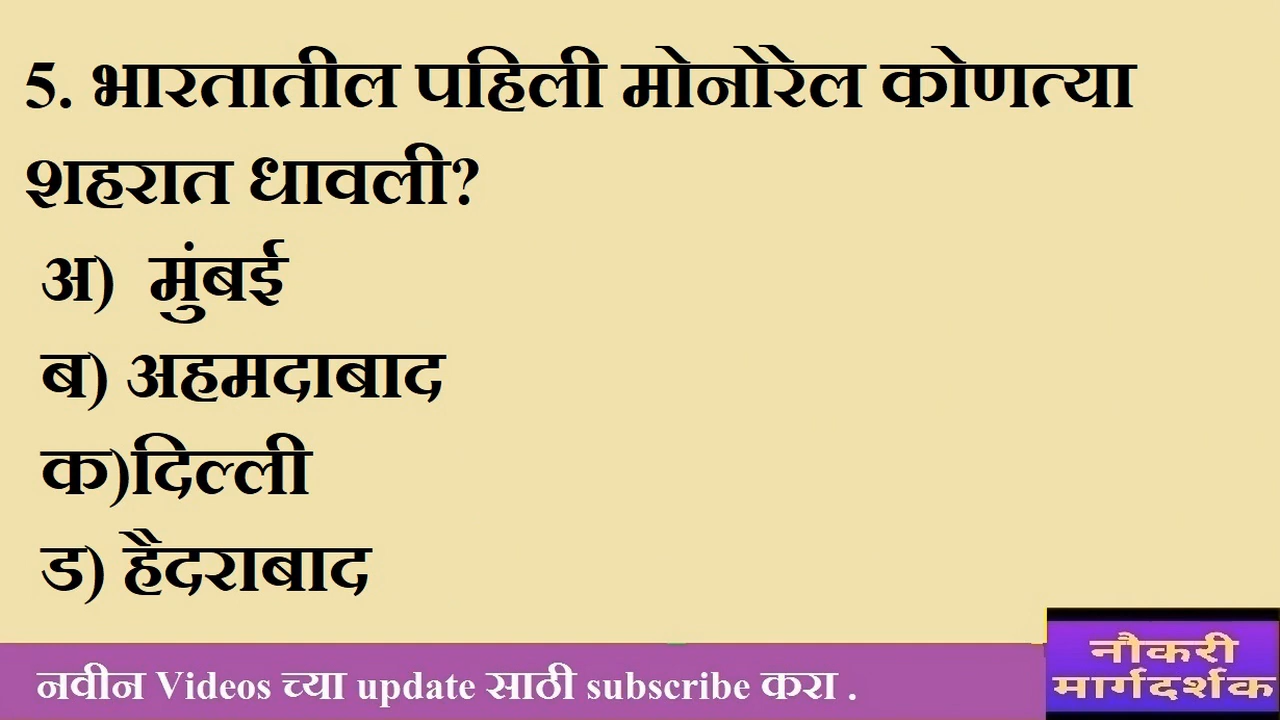 5. भारतातील पहिली मोनोरेल कोणत्या
शहरात धावली?
अ) मुंबई
ब) अहमदाबाद
क)दिल्ली
ड) हैदराबाद
नवीन Videos च्या update साठी subscribe करा .
नौकरी
मार्गदर्शक